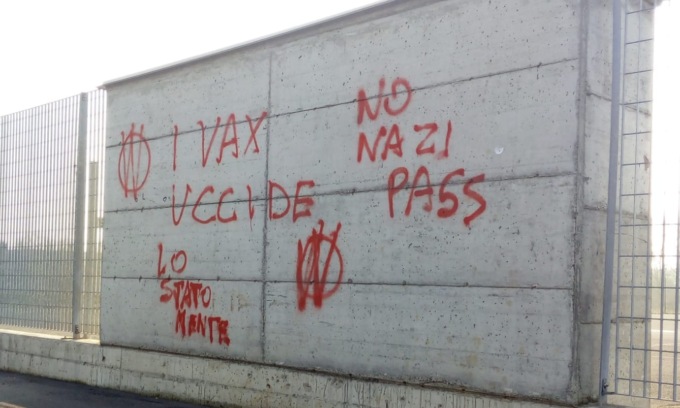 I VAX
UCCIDE
LO
STATO
MENTE
NO
NAZI
PASS